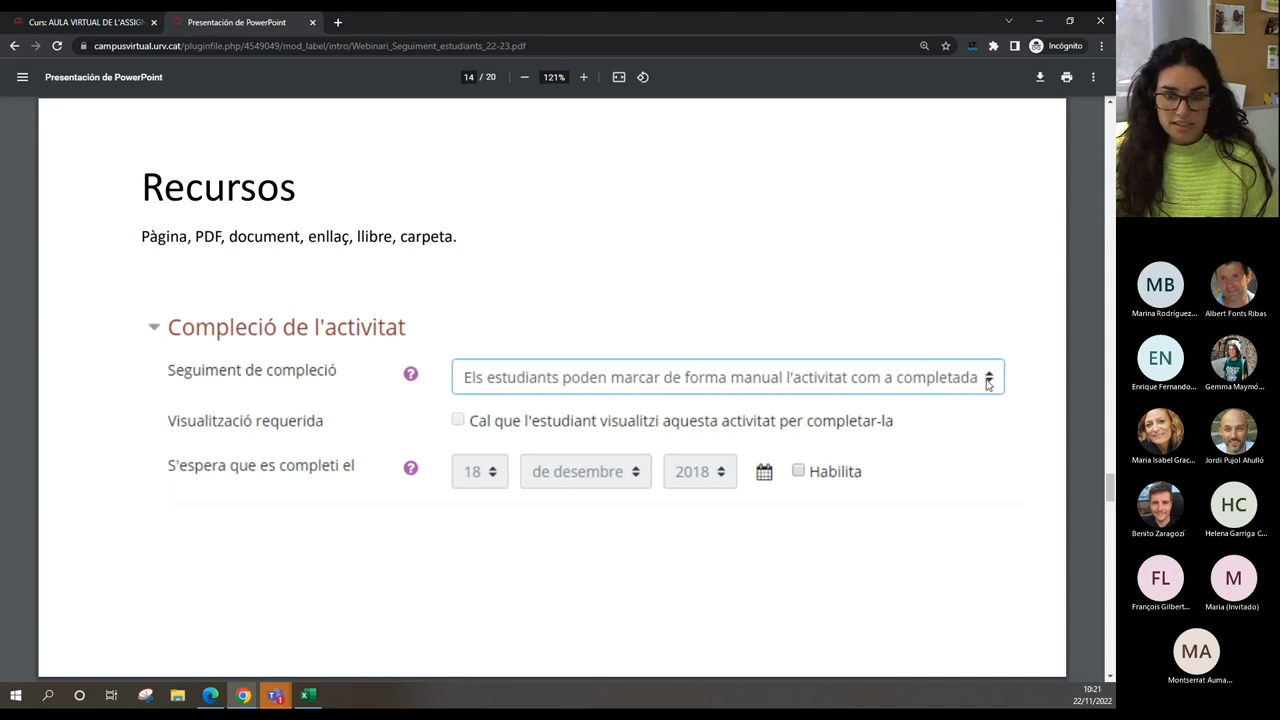 Curs: AULA VIRTUAL DE L'ASSIGN
Presentación de PowerPoint
campusvirtual.urv.cat/pluginfile.php/4549049/mod_label/intro/Webinari_Seguiment_estudiants_22-23.pdf
Incógnito
Presentación de PowerPoint
14 / 20
121%
Recursos
Pàgina, PDF, document, enllaç, llibre, carpeta.
Compleció de l'activitat
Seguiment de compleció
Els estudiants poden marcar de forma manual l'activitat com a completada
Visualització requerida
Cal que l'estudiant visualitzi aquesta activitat per completar-la
S'espera que es completi el
18 de desembre 2018 Habilita
MB
Marina Rodríguez...
Albert Fonts Ribas
EN
Enrique Fernando...
Gemma Maymó...
Maria Isabel Grac...
Jordi Pujol Ahulló
Benito Zaragozí
HC
Helena Garriga C...
FL
François Gilbert...
M
Maria (Invitado)
MA
Montserrat Auma...
10:21
22/11/2022